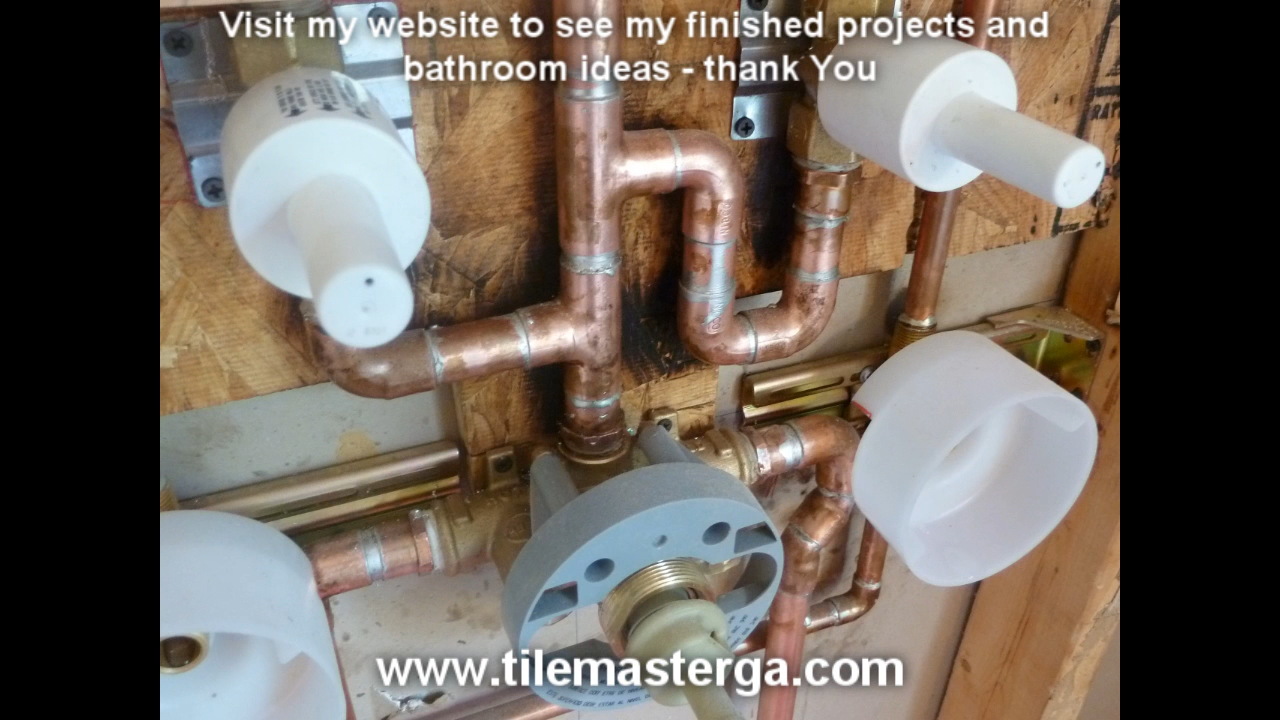 Visit my website to see my finished projects and
bathroom ideas - thank You
www.tilemasterga.com